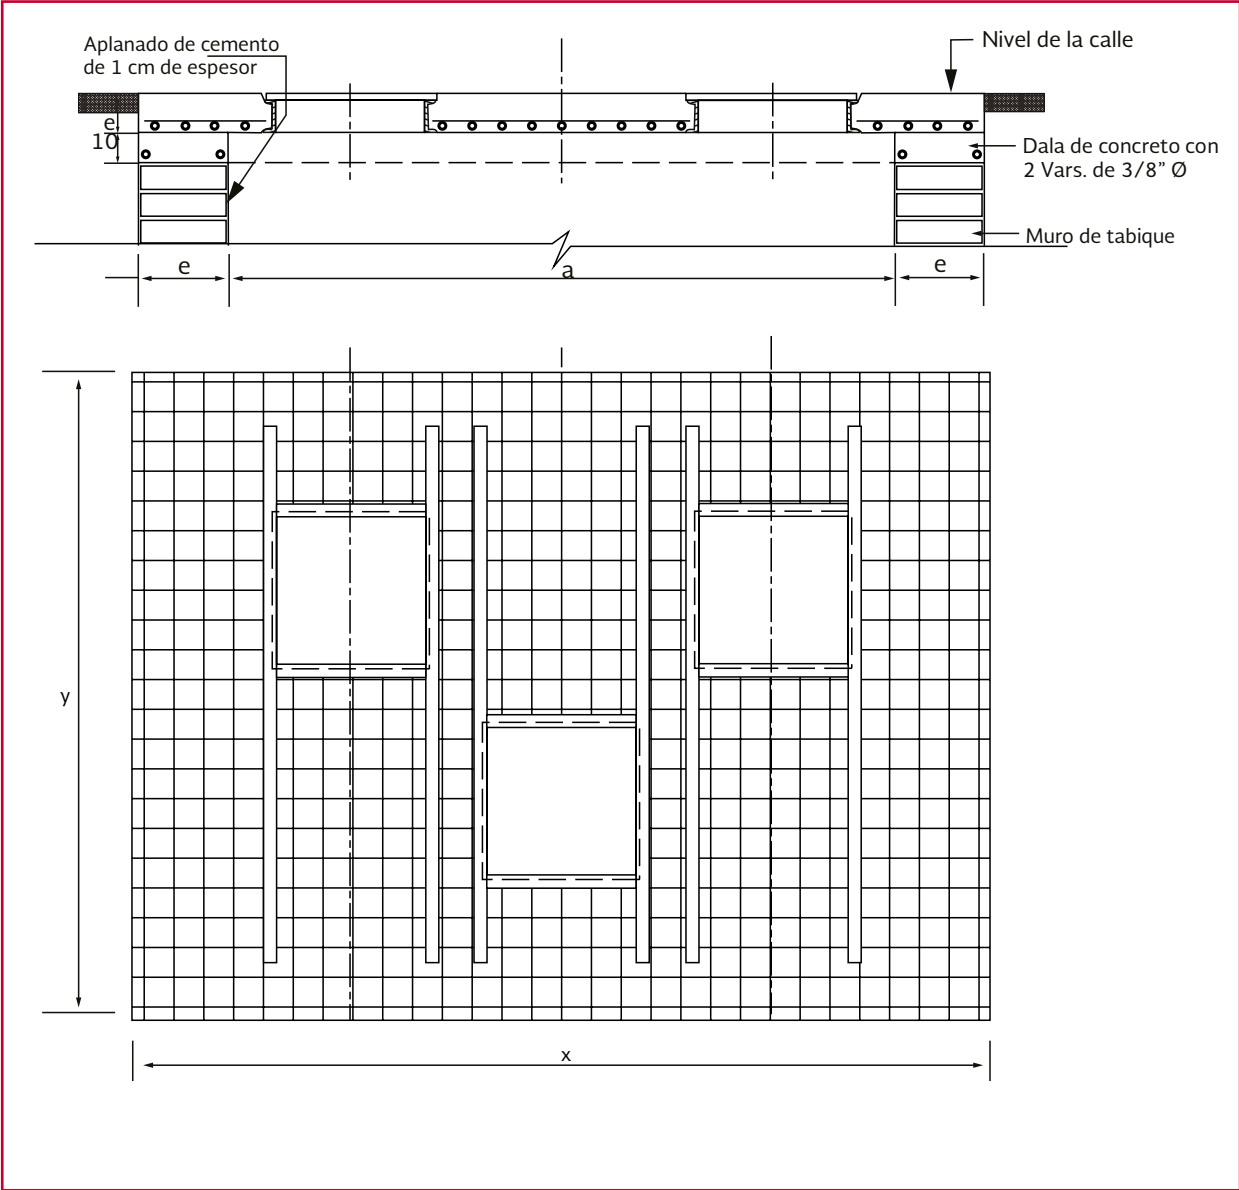 Aplanado de cemento
de 1 cm de espesor
Nivel de la calle
e
10
Dala de concreto con
2 Vars. de 3/8” Ø
Muro de tabique
e
a
e
y
x